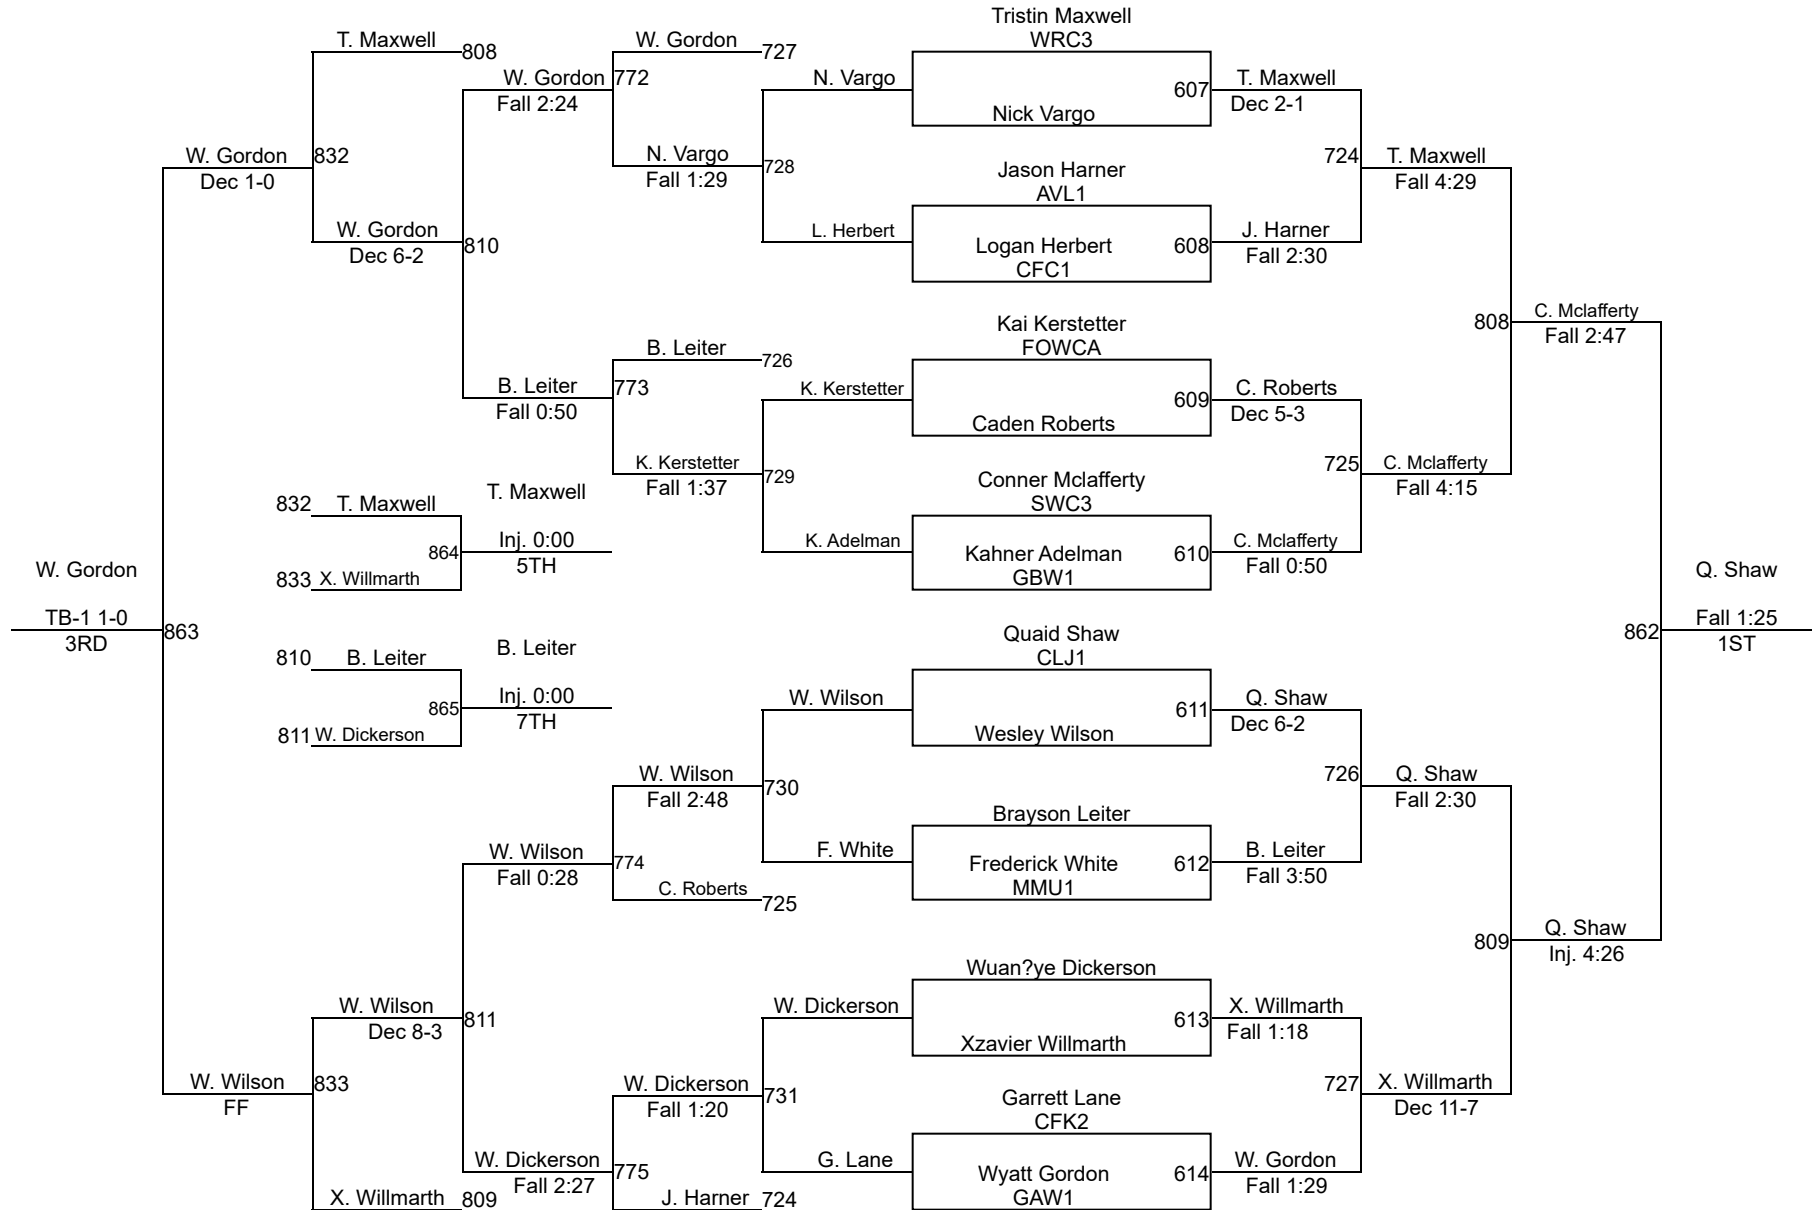 Tristin Maxwell
T. Maxwell
808
W. Gordon
727
WRC3
W. Gordon
772
N. Vargo
607
T. Maxwell
Fall 2:24
Nick Vargo
Dec 2-1
W. Gordon
832
N. Vargo
728
Jason Harner
724
T. Maxwell
Dec 1-0
Fall 1:29
AVL1
Fall 4:29
W. Gordon
810
L. Herbert
Logan Herbert
608
J. Harner
Dec 6-2
CFC1
Fall 2:30
Kai Kerstetter
808
C. Mclafferty
B. Leiter
726
FOWCA
Fall 2:47
B. Leiter
773
K. Kerstetter
609
C. Roberts
Fall 0:50
Caden Roberts
Dec 5-3
K. Kerstetter
729
Conner Mclafferty
725
C. Mclafferty
Fall 1:37
SWC3
Fall 4:15
832
T. Maxwell
T. Maxwell
864
Inj. 0:00
K. Adelman
Kahner Adelman
610
C. Mclafferty
5TH
GBW1
Fall 0:50
833
X. Willmarth
W. Gordon
Q. Shaw
TB-1 1-0
863
862
Fall 1:25
3RD
1ST
810
B. Leiter
B. Leiter
Quaid Shaw
CLJ1
865
Inj. 0:00
W. Wilson
611
Q. Shaw
7TH
Wesley Wilson
Dec 6-2
811
W. Dickerson
W. Wilson
730
726
Q. Shaw
Fall 2:48
Brayson Leiter
Fall 2:30
W. Wilson
774
F. White
Frederick White
612
B. Leiter
Fall 0:28
C. Roberts
725
MMU1
Fall 3:50
809
Q. Shaw
Inj. 4:26
Wuan?ye Dickerson
W. Wilson
811
W. Dickerson
613
X. Willmarth
Dec 8-3
Xzavier Willmarth
Fall 1:18
W. Wilson
833
W. Dickerson
731
Garrett Lane
727
X. Willmarth
FF
Fall 1:20
CFK2
Dec 11-7
W. Dickerson
775
G. Lane
Wyatt Gordon
614
W. Gordon
Fall 2:27
GAW1
Fall 1:29
X. Willmarth
809
J. Harner
724